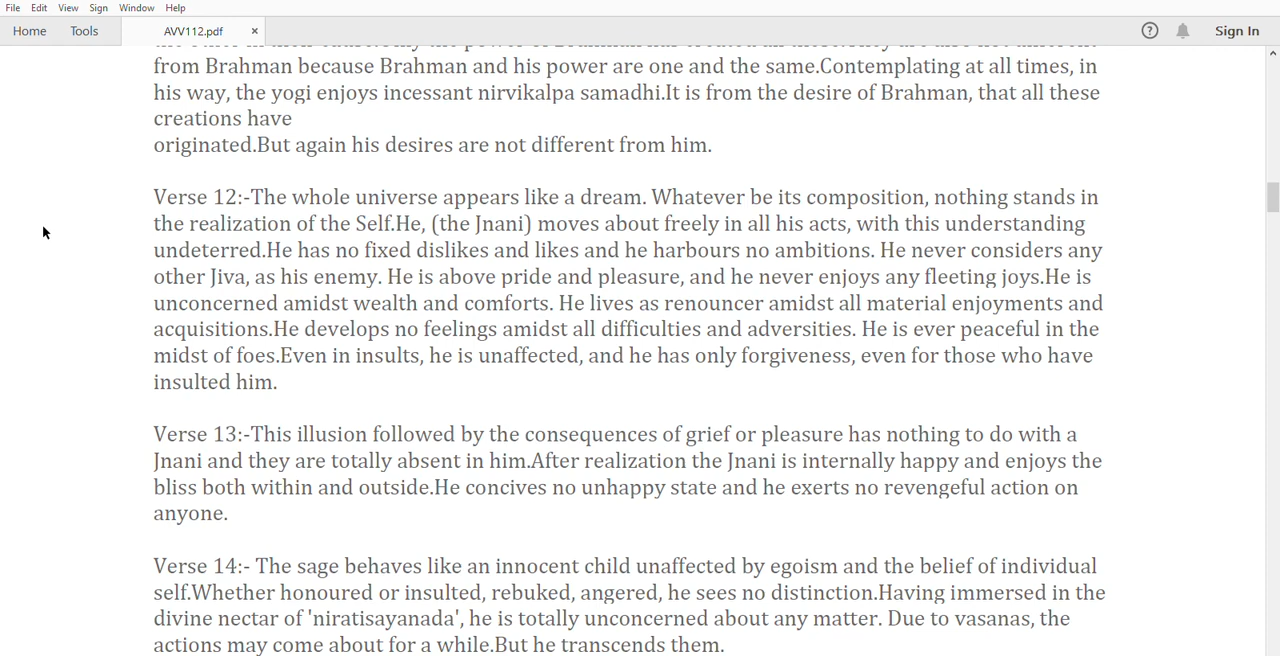 File Edit View Sign Window Help
Home Tools AVV112.pdf × Sign In
from Brahman because Brahman and his power are one and the same.Contemplating at all times, in
his way, the yogi enjoys incessant nirvikalpa samadhi.It is from the desire of Brahman, that all these
creations have
originated.But again his desires are not different from him.
Verse 12:-The whole universe appears like a dream. Whatever be its composition, nothing stands in
the realization of the Self.He, (the Jnani) moves about freely in all his acts, with this understanding
undeterred.He has no fixed dislikes and likes and he harbours no ambitions. He never considers any
other Jiva, as his enemy. He is above pride and pleasure, and he never enjoys any fleeting joys.He is
unconcerned amidst wealth and comforts. He lives as renouncer amidst all material enjoyments and
acquisitions.He develops no feelings amidst all difficulties and adversities. He is ever peaceful in the
midst of foes.Even in insults, he is unaffected, and he has only forgiveness, even for those who have
insulted him.
Verse 13:-This illusion followed by the consequences of grief or pleasure has nothing to do with a
Jnani and they are totally absent in him.After realization the Jnani is internally happy and enjoys the
bliss both within and outside.He concives no unhappy state and he exerts no revengeful action on
anyone.
Verse 14:- The sage behaves like an innocent child unaffected by egoism and the belief of individual
self.Whether honoured or insulted, rebuked, angered, he sees no distinction.Having immersed in the
divine nectar of 'niratisayanada', he is totally unconcerned about any matter. Due to vasanas, the
actions may come about for a while.But he transcends them.